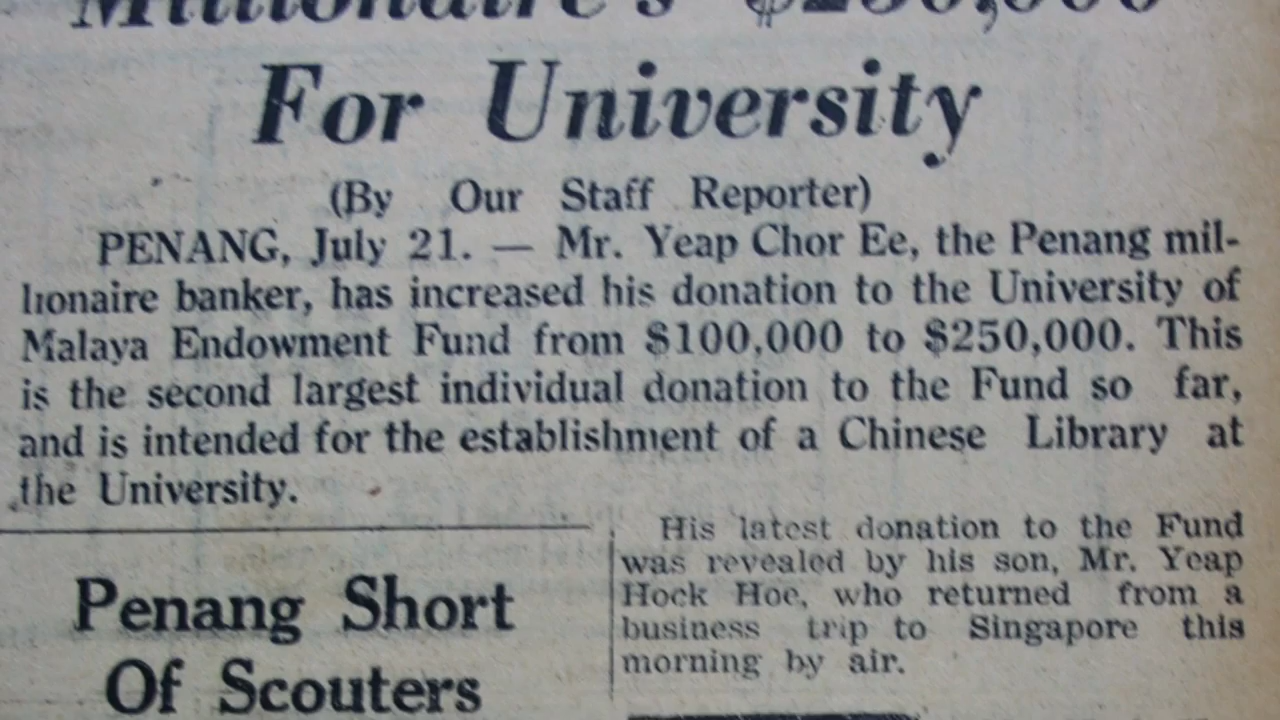 Millionaire's $250,000
For University
(By Our Staff Reporter)
PENANG, July 21. — Mr. Yeap Chor Ee, the Penang mil-
lionaire banker, has increased his donation to the University of
Malaya Endowment Fund from $100,000 to $250,000. This
is the second largest individual donation to the Fund so far,
and is intended for the establishment of a Chinese Library at
the University.
His latest donation to the Fund
was revealed by his son, Mr. Yeap
Hock Hoe, who returned from a
business trip to Singapore this
morning by air.
Penang Short
Of Scouters